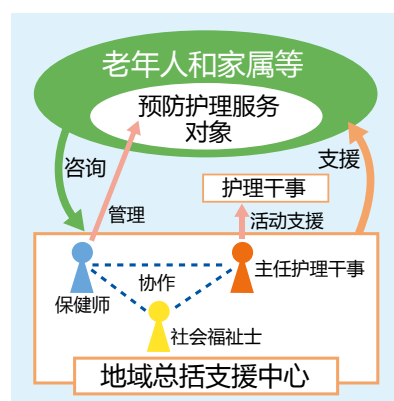 老年人和家属等
预防护理服务
对象
咨询
支援
护理干事
管理
活动支援
主任护理干事
协作
保健师
社会福祉士
地域总括支援中心